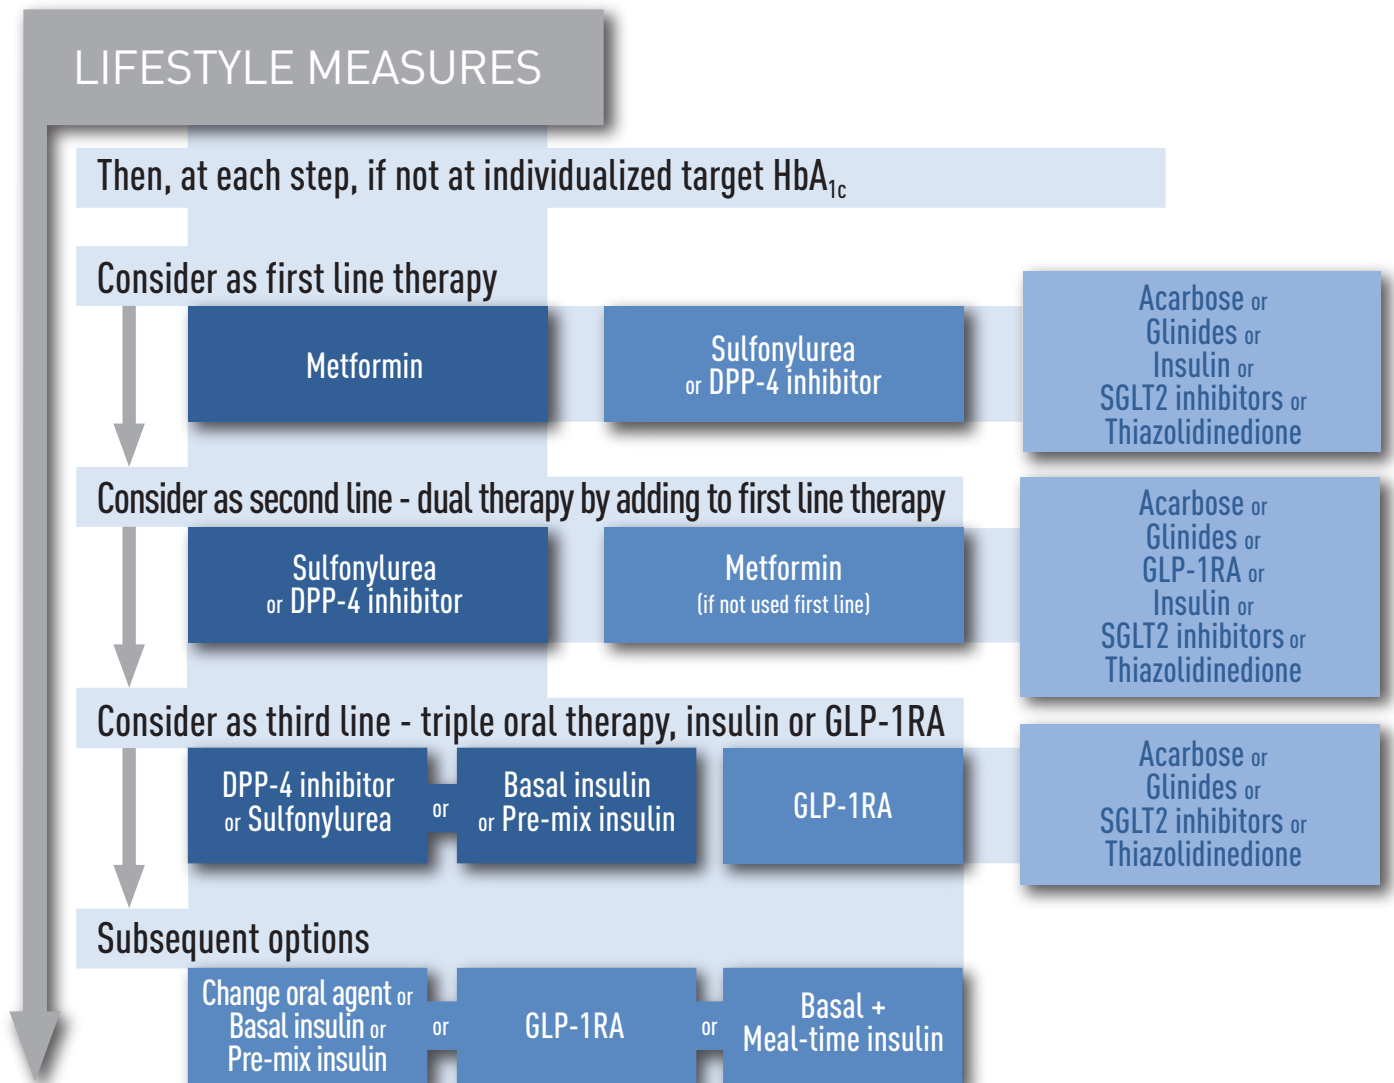 LIFESTYLE MEASURES
Then, at each step, if not at individualized target HbA1c
Consider as first line therapy
Metformin
Sulfonylurea
or DPP-4 inhibitor
Acarbose or
Glinides or
Insulin or
SGLT2 inhibitors or
Thiazolidinedione
Consider as second line - dual therapy by adding to first line therapy
Sulfonylurea
or DPP-4 inhibitor
Metformin
(if not used first line)
Acarbose or
Glinides or
GLP-1RA or
Insulin or
SGLT2 inhibitors or
Thiazolidinedione
Consider as third line - triple oral therapy, insulin or GLP-1RA
DPP-4 inhibitor
or Sulfonylurea
or
Basal insulin
or Pre-mix insulin
GLP-1RA
Acarbose or
Glinides or
SGLT2 inhibitors or
Thiazolidinedione
Subsequent options
Change oral agent or
Basal insulin or
Pre-mix insulin
or
GLP-1RA
or
Basal +
Meal-time insulin